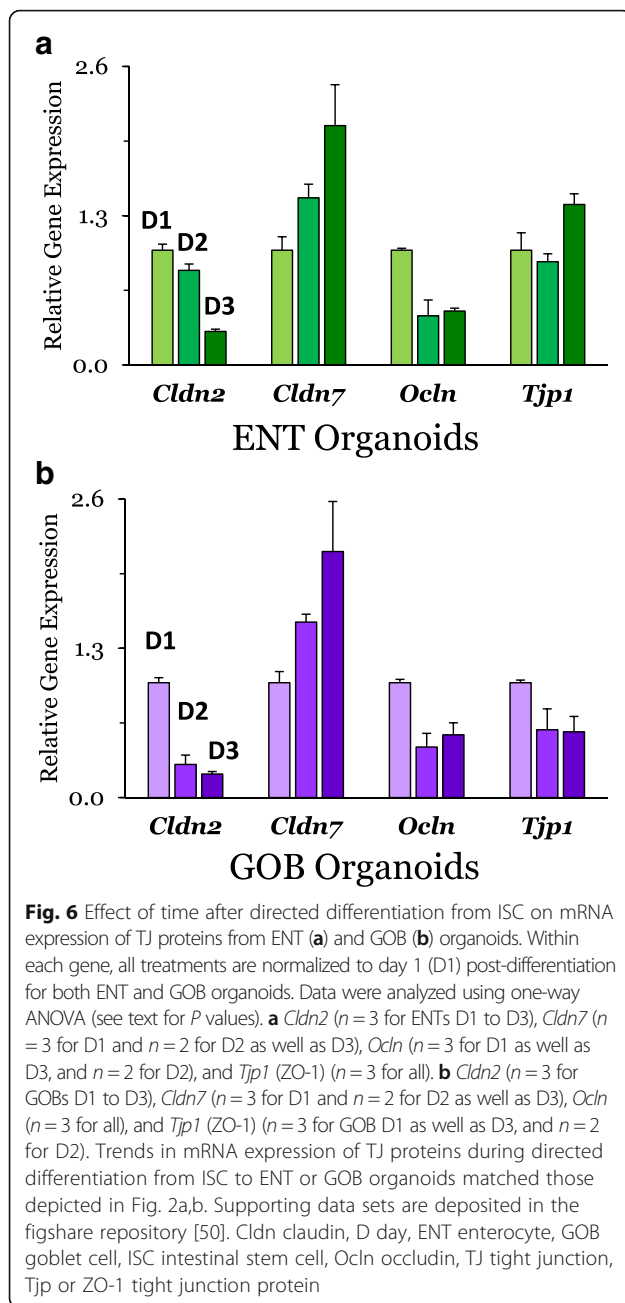 a
2.6
1.3
0.0
Relative Gene Expression
D1
D2
D3
Cldn2 Cldn7 Ocln Tjp1
ENT Organoids
b
2.6
1.3
0.0
Relative Gene Expression
D1
D2
D3
Cldn2 Cldn7 Ocln Tjp1
GOB Organoids
Fig. 6 Effect of time after directed differentiation from ISC on mRNA
expression of TJ proteins from ENT (a) and GOB (b) organoids. Within
each gene, all treatments are normalized to day 1 (D1) post-differentiation
for both ENT and GOB organoids. Data were analyzed using one-way
ANOVA (see text for P values). a Cldn2 (n = 3 for ENTs D1 to D3), Cldn7 (n
= 3 for D1 and n = 2 for D2 as well as D3), Ocln (n = 3 for D1 as well as
D3, and n = 2 for D2), and Tjp1 (ZO-1) (n = 3 for all). b Cldn2 (n = 3 for
GOBs D1 to D3), Cldn7 (n = 3 for D1 and n = 2 for D2 as well as D3), Ocln
(n = 3 for all), and Tjp1 (ZO-1) (n = 3 for GOB D1 as well as D3, and n = 2
for D2). Trends in mRNA expression of TJ proteins during directed
differentiation from ISC to ENT or GOB organoids matched those
depicted in Fig. 2a,b. Supporting data sets are deposited in the
figshare repository [50]. Cldn claudin, D day, ENT enterocyte, GOB
goblet cell, ISC intestinal stem cell, Ocln occludin, TJ tight junction,
Tjp or ZO-1 tight junction protein